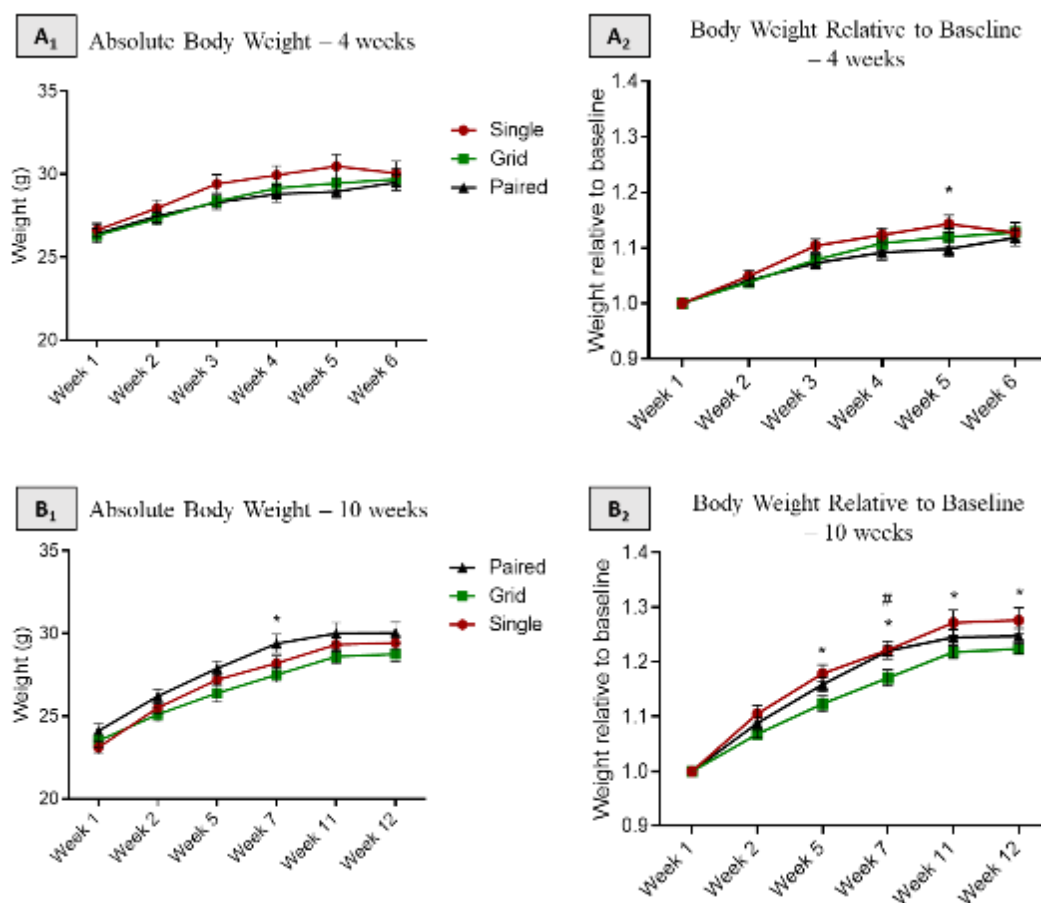 A₁
Absolute Body Weight – 4 weeks
35
30
25
20
Weight (g)
Week 1
Week 2
Week 3
Week 4
Week 5
Week 6
Single
Grid
Paired
A₂
Body Weight Relative to Baseline
– 4 weeks
1.4
1.3
1.2
1.1
1.0
0.9
Weight relative to baseline
*
Week 1
Week 2
Week 3
Week 4
Week 5
Week 6
B₁
Absolute Body Weight – 10 weeks
35
30
25
20
Weight (g)
*
Week 1
Week 2
Week 5
Week 7
Week 11
Week 12
Paired
Grid
Single
B₂
Body Weight Relative to Baseline
– 10 weeks
1.4
1.3
1.2
1.1
1.0
0.9
Weight relative to baseline
*
#
*
*
*
Week 1
Week 2
Week 5
Week 7
Week 11
Week 12